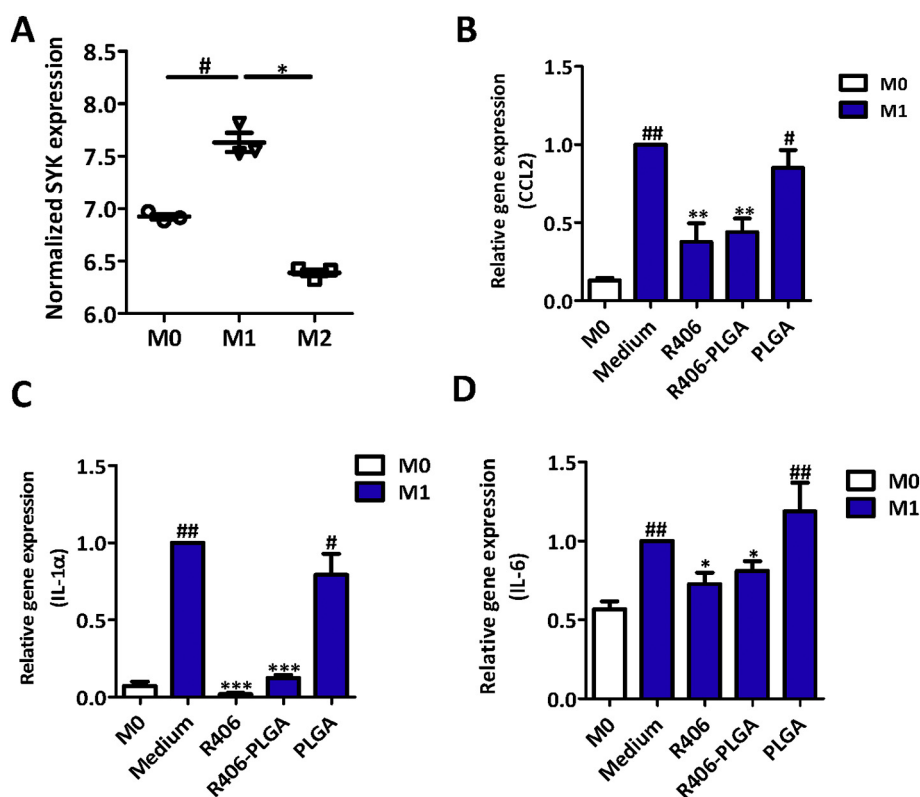 A
Normalized SYK expression
8.5
8.0
7.5
7.0
6.5
6.0
# *
M0 M1 M2
B
Relative gene expression
(CCL2)
1.5
1.0
0.5
0.0
## ** ** #
M0 Medium R406 R406-PLGA PLGA
M0
M1
C
Relative gene expression
(IL-1α)
1.5
1.0
0.5
0.0
## *** *** #
M0 Medium R406 R406-PLGA PLGA
M0
M1
D
Relative gene expression
(IL-6)
1.5
1.0
0.5
0.0
## * * ##
M0 Medium R406 R406-PLGA PLGA
M0
M1